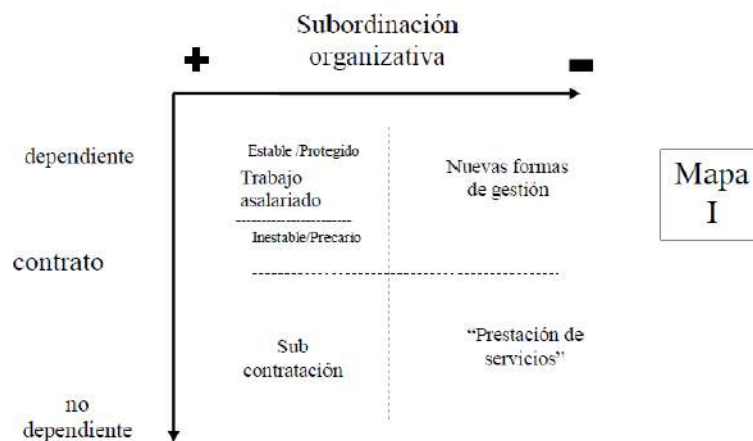 Subordinación
organizativa
+
-
dependiente
Estable /Protegido
Trabajo
asalariado
Inestable/Precario
Nuevas formas
de gestión
Mapa
I
contrato
Sub
contratación
“Prestación de
servicios”
no
dependiente